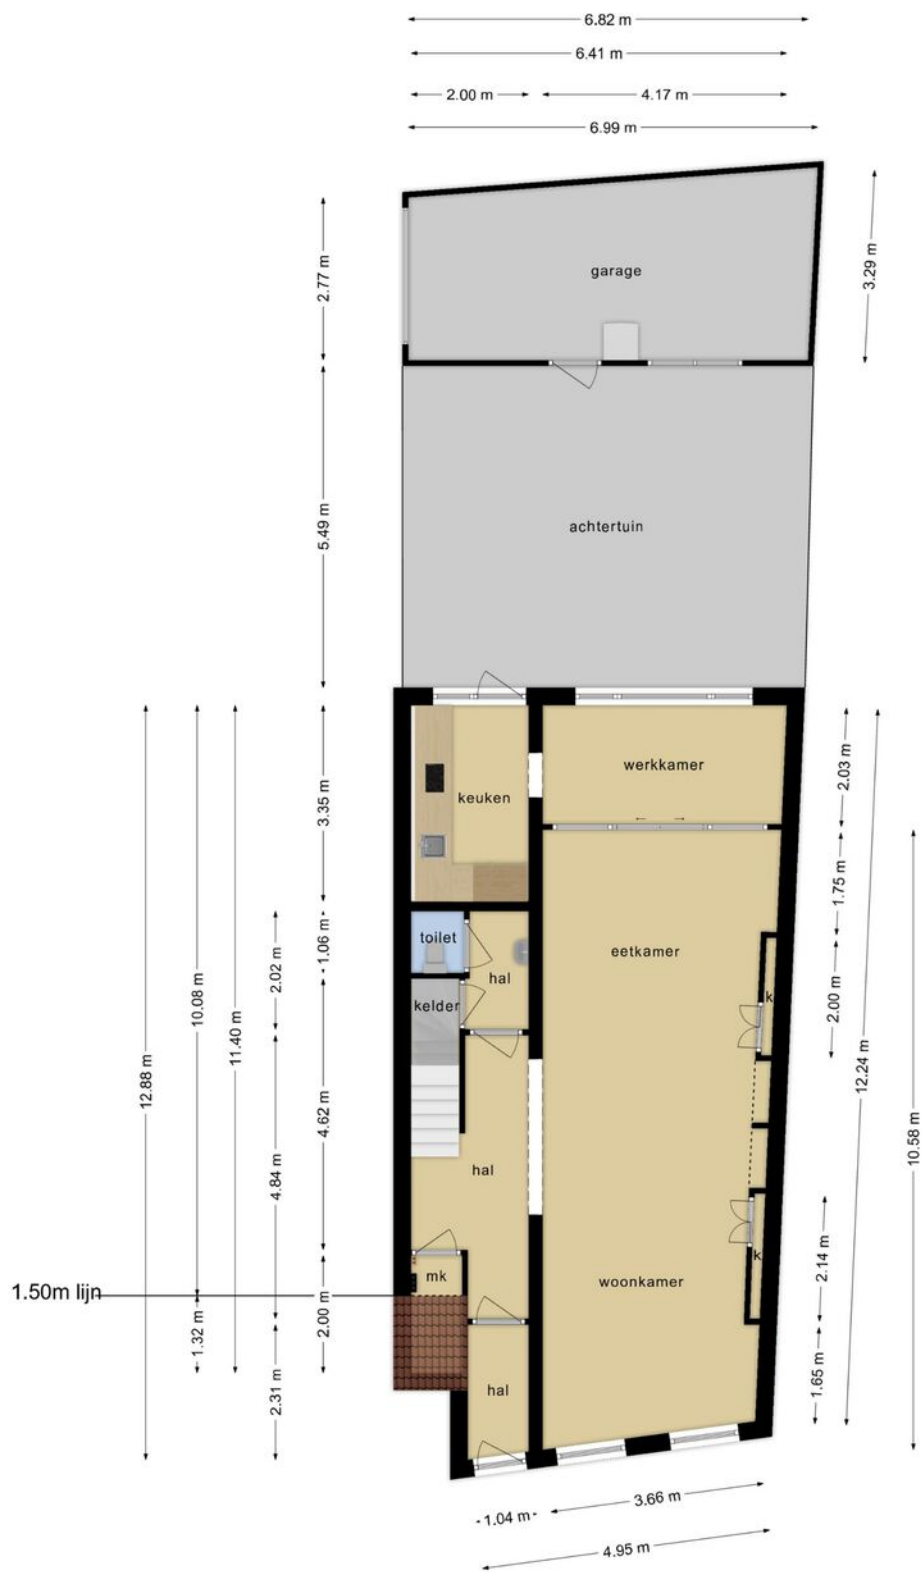 6.82 m
6.41 m
2.00 m
4.17 m
6.99 m
2.77 m
garage
3.29 m
5.49 m
achtertuin
12.88 m
10.08 m
11.40 m
3.35 m
keuken
werkkamer
2.03 m
1.75 m
12.24 m
10.58 m
2.02 m
1.06 m
toilet
hal
eetkamer
k
2.00 m
kelder
4.62 m
4.84 m
hal
mk
woonkamer
k
2.14 m
1.50m lijn
1.32 m
2.00 m
2.31 m
hal
1.65 m
1.04 m
3.66 m
4.95 m